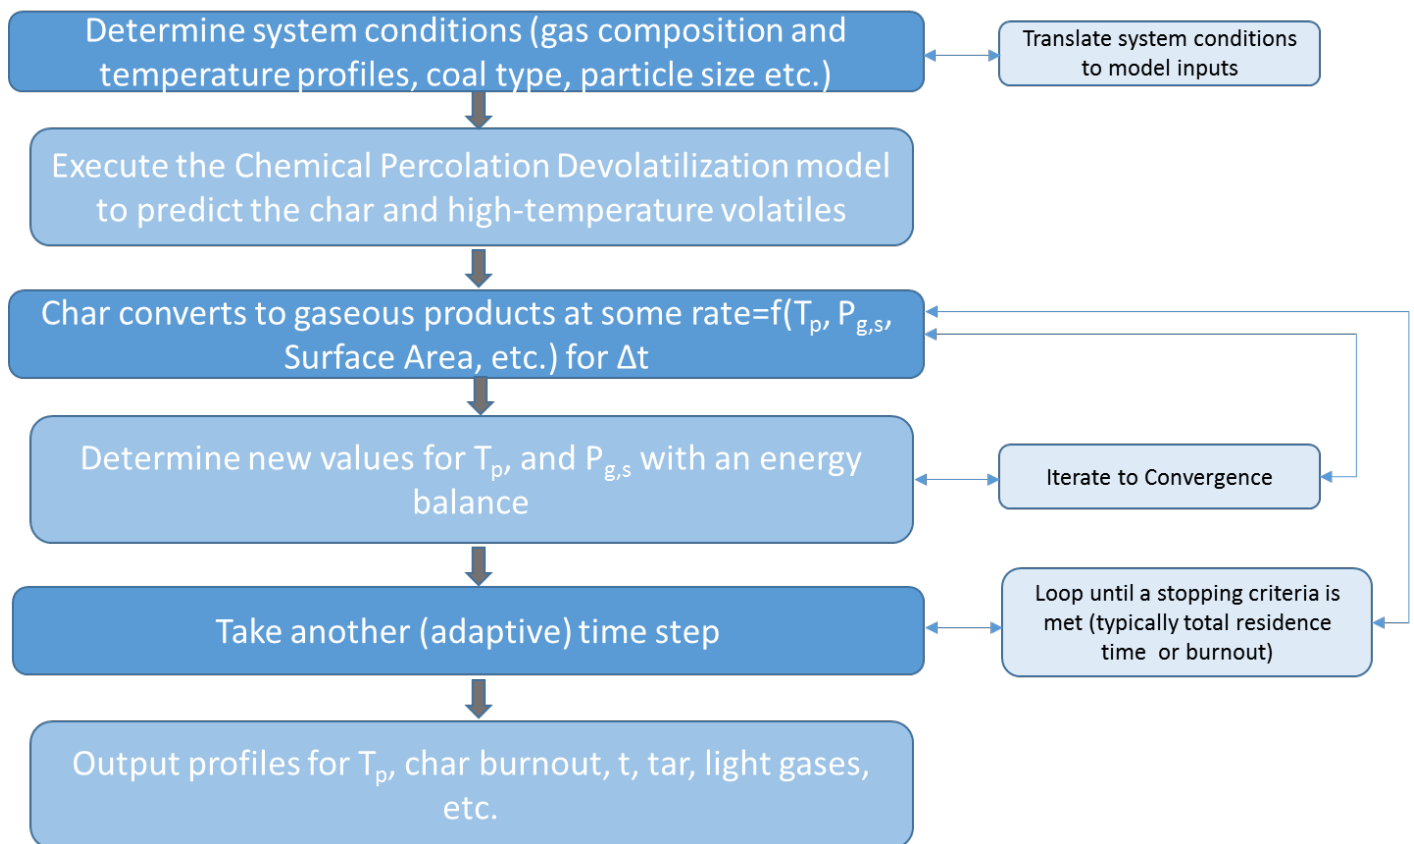 Determine system conditions (gas composition and
temperature profiles, coal type, particle size etc.)
Translate system conditions
to model inputs
Execute the Chemical Percolation Devolatilization model
to predict the char and high-temperature volatiles
Char converts to gaseous products at some rate=f(Tp, Pg,s,
Surface Area, etc.) for Δt
Determine new values for Tp, and Pg,s with an energy
balance
Iterate to Convergence
Take another (adaptive) time step
Loop until a stopping criteria is
met (typically total residence
time or burnout)
Output profiles for Tp, char burnout, t, tar, light gases,
etc.